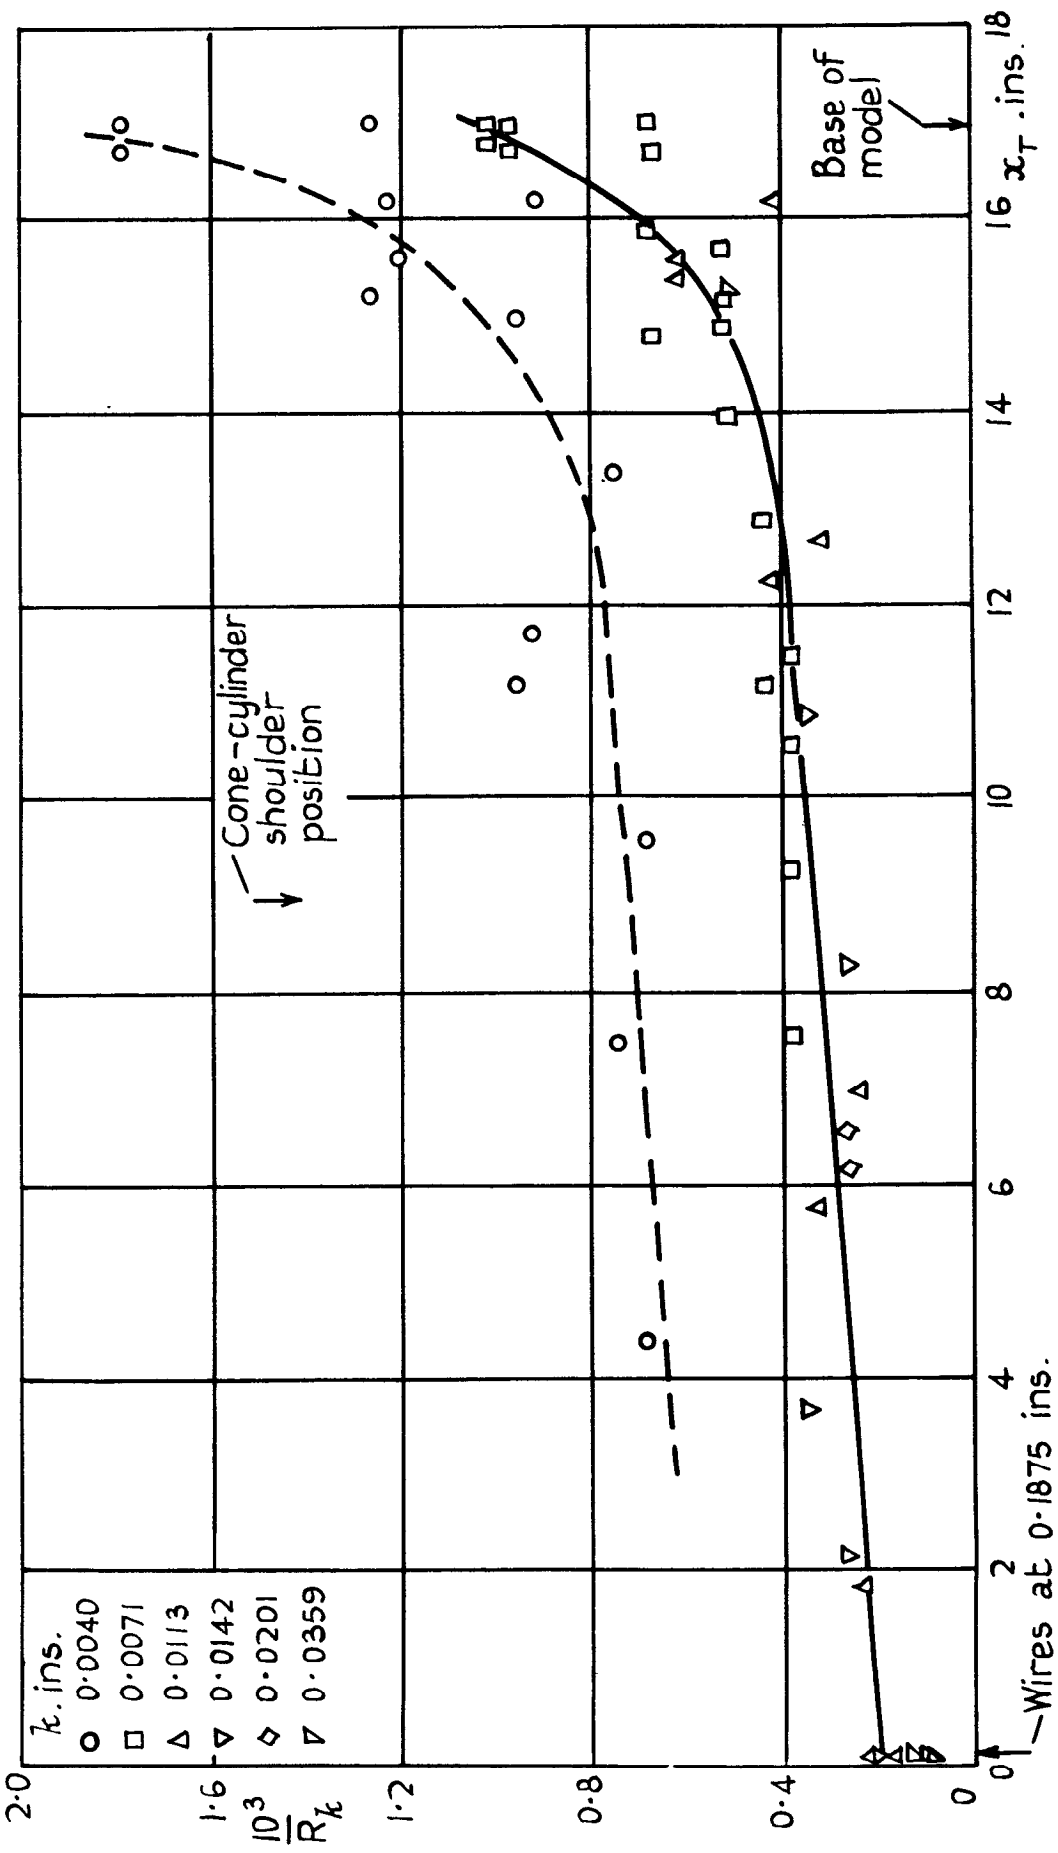 k. ins.
○ 0·0040
□ 0·0071
△ 0·0113
▽ 0·0142
◇ 0·0201
0·0359
2·0
1·6
10³
R_k
1·2
0·8
0·4
0
Cone-cylinder
shoulder
position
Base of
model
0 2 4 6 8 10 12 14 16 x_T . ins. 18
Wires at 0·1875 ins.